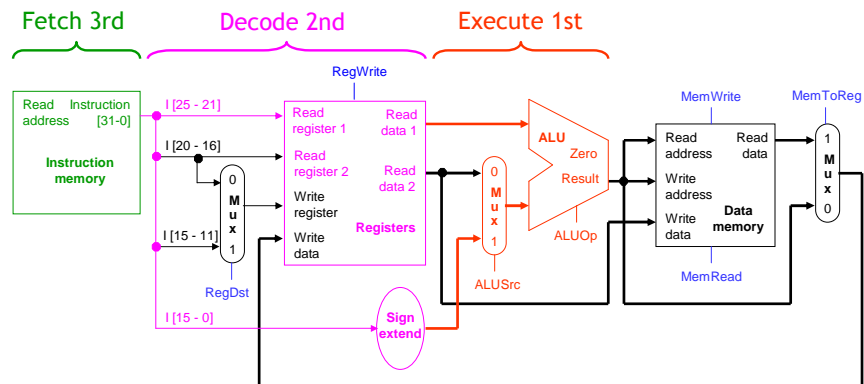 Fetch 3rd
Decode 2nd
Execute 1st
RegWrite
MemWrite
MemToReg
Read address
Instruction [31-0]
Instruction memory
I [25 - 21]
I [20 - 16]
I [15 - 11]
I [15 - 0]
0
Mux
1
RegDst
Read register 1
Read data 1
Read register 2
Read data 2
Write register
Write data
Registers
Sign extend
0
Mux
1
ALUSrc
ALU
Zero
Result
ALUOp
Read address
Read data
Write address
Write data
Data memory
MemRead
1
Mux
0